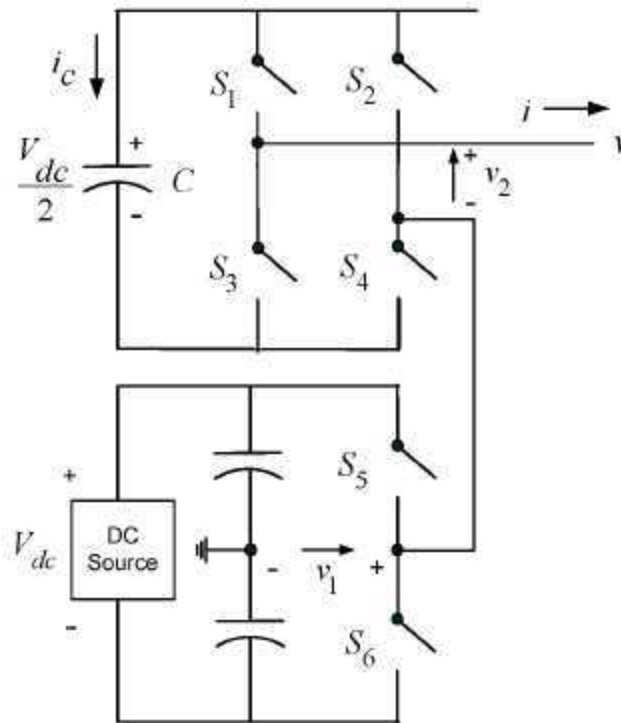 i_c
S_1
S_2
i
+
V_dc/2
C
+
v_2
v
-
-
S_3
S_4
+
S_5
V_dc
DC
Source
-
v_1
+
-
S_6